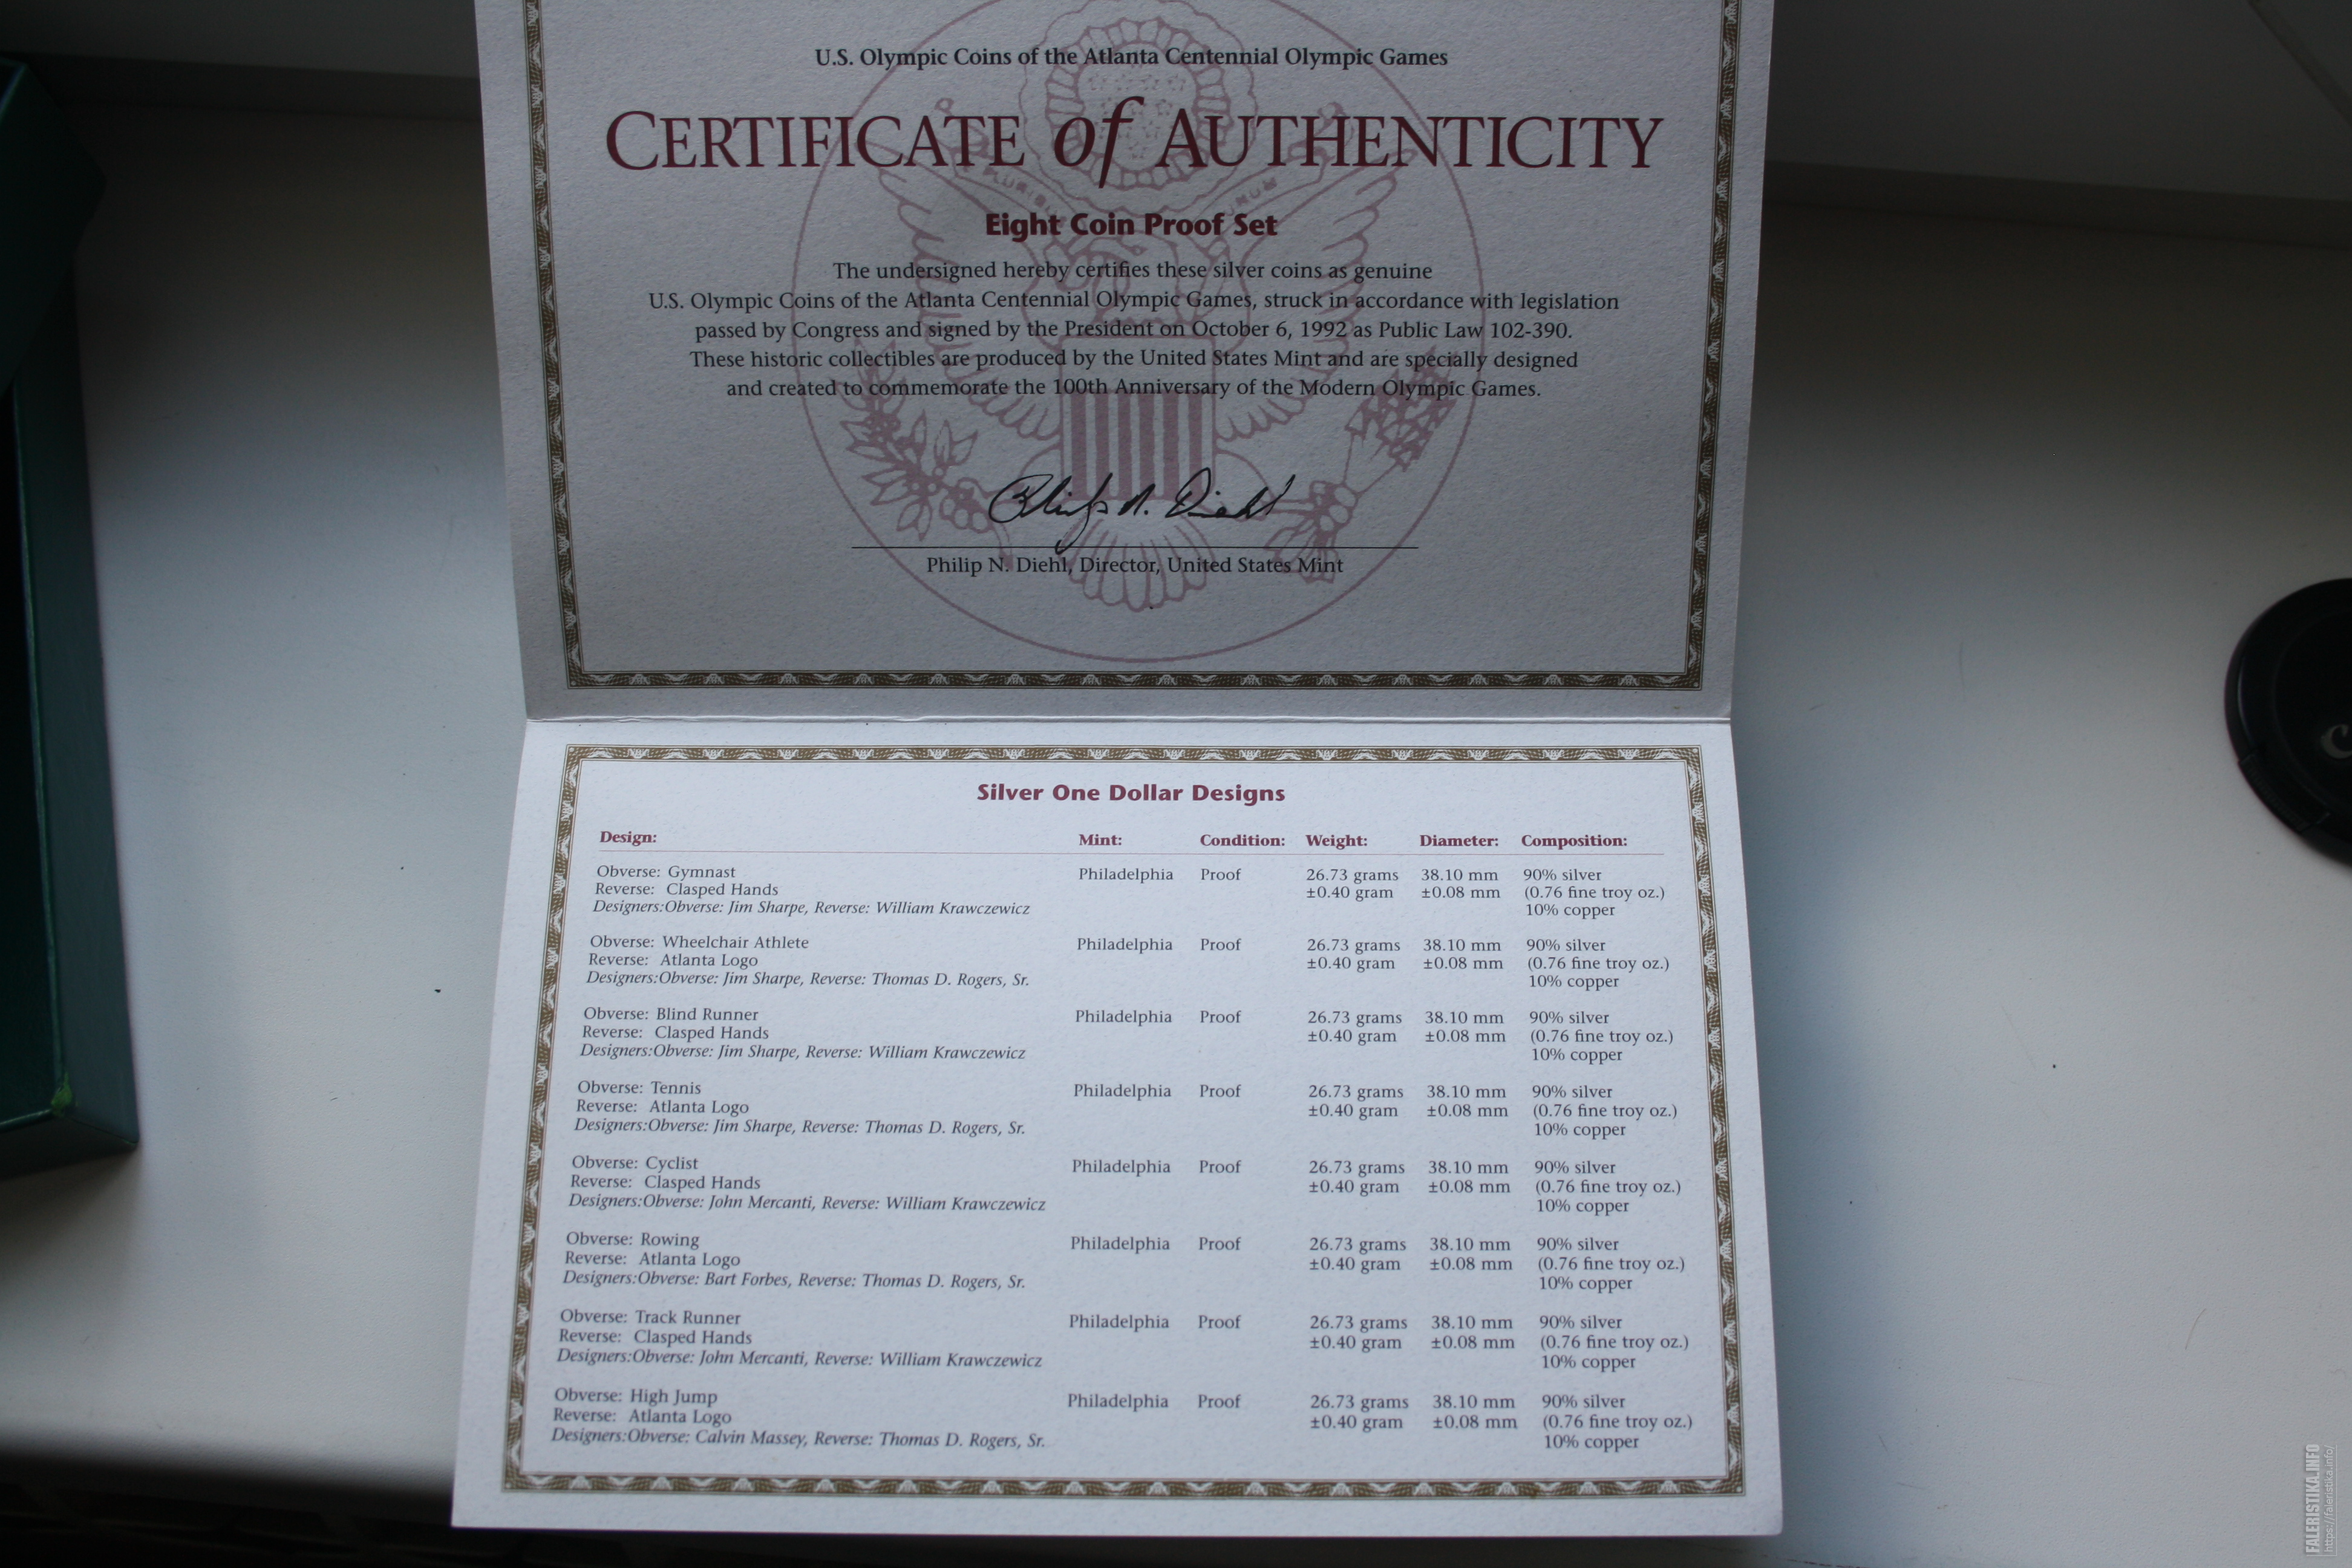 U.S. Olympic Coins of the Atlanta Centennial Olympic Games
CERTIFICATE of AUTHENTICITY
Eight Coin Proof Set
The undersigned hereby certifies these silver coins as genuine
U.S. Olympic Coins of the Atlanta Centennial Olympic Games, struck in accordance with legislation
passed by Congress and signed by the President on October 6, 1992 as Public Law 102-390.
These historic collectibles are produced by the United States Mint and are specially designed
and created to commemorate the 100th Anniversary of the Modern Olympic Games.
Philip N. Diehl
Philip N. Diehl, Director, United States Mint
Silver One Dollar Designs
Design: Mint: Condition: Weight: Diameter: Composition:
Obverse: Gymnast Philadelphia Proof 26.73 grams 38.10 mm 90% silver
Reverse: Clasped Hands ±0.40 gram ±0.08 mm (0.76 fine troy oz.)
Designers:Obverse: Jim Sharpe, Reverse: William Krawczewicz 10% copper
Obverse: Wheelchair Athlete Philadelphia Proof 26.73 grams 38.10 mm 90% silver
Reverse: Atlanta Logo ±0.40 gram ±0.08 mm (0.76 fine troy oz.)
Designers:Obverse: Jim Sharpe, Reverse: Thomas D. Rogers, Sr. 10% copper
Obverse: Blind Runner Philadelphia Proof 26.73 grams 38.10 mm 90% silver
Reverse: Clasped Hands ±0.40 gram ±0.08 mm (0.76 fine troy oz.)
Designers:Obverse: Jim Sharpe, Reverse: William Krawczewicz 10% copper
Obverse: Tennis Philadelphia Proof 26.73 grams 38.10 mm 90% silver
Reverse: Atlanta Logo ±0.40 gram ±0.08 mm (0.76 fine troy oz.)
Designers:Obverse: Jim Sharpe, Reverse: Thomas D. Rogers, Sr. 10% copper
Obverse: Cyclist Philadelphia Proof 26.73 grams 38.10 mm 90% silver
Reverse: Clasped Hands ±0.40 gram ±0.08 mm (0.76 fine troy oz.)
Designers:Obverse: John Mercanti, Reverse: William Krawczewicz 10% copper
Obverse: Rowing Philadelphia Proof 26.73 grams 38.10 mm 90% silver
Reverse: Atlanta Logo ±0.40 gram ±0.08 mm (0.76 fine troy oz.)
Designers:Obverse: Bart Forbes, Reverse: Thomas D. Rogers, Sr. 10% copper
Obverse: Track Runner Philadelphia Proof 26.73 grams 38.10 mm 90% silver
Reverse: Clasped Hands ±0.40 gram ±0.08 mm (0.76 fine troy oz.)
Designers:Obverse: John Mercanti, Reverse: William Krawczewicz 10% copper
Obverse: High Jump Philadelphia Proof 26.73 grams 38.10 mm 90% silver
Reverse: Atlanta Logo ±0.40 gram ±0.08 mm (0.76 fine troy oz.)
Designers:Obverse: Calvin Massey, Reverse: Thomas D. Rogers, Sr. 10% copper
FALERISTIKA.INFO
https://faleristika.info/